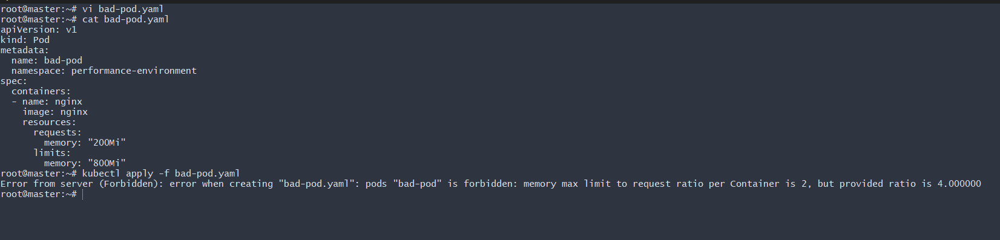 root@master:~# vi bad-pod.yaml
root@master:~# cat bad-pod.yaml
apiVersion: v1
kind: Pod
metadata:
  name: bad-pod
  namespace: performance-environment
spec:
  containers:
  - name: nginx
    image: nginx
    resources:
      requests:
        memory: "200Mi"
      limits:
        memory: "800Mi"
root@master:~# kubectl apply -f bad-pod.yaml
Error from server (Forbidden): error when creating "bad-pod.yaml": pods "bad-pod" is forbidden: memory max limit to request ratio per Container is 2, but provided ratio is 4.000000
root@master:~#